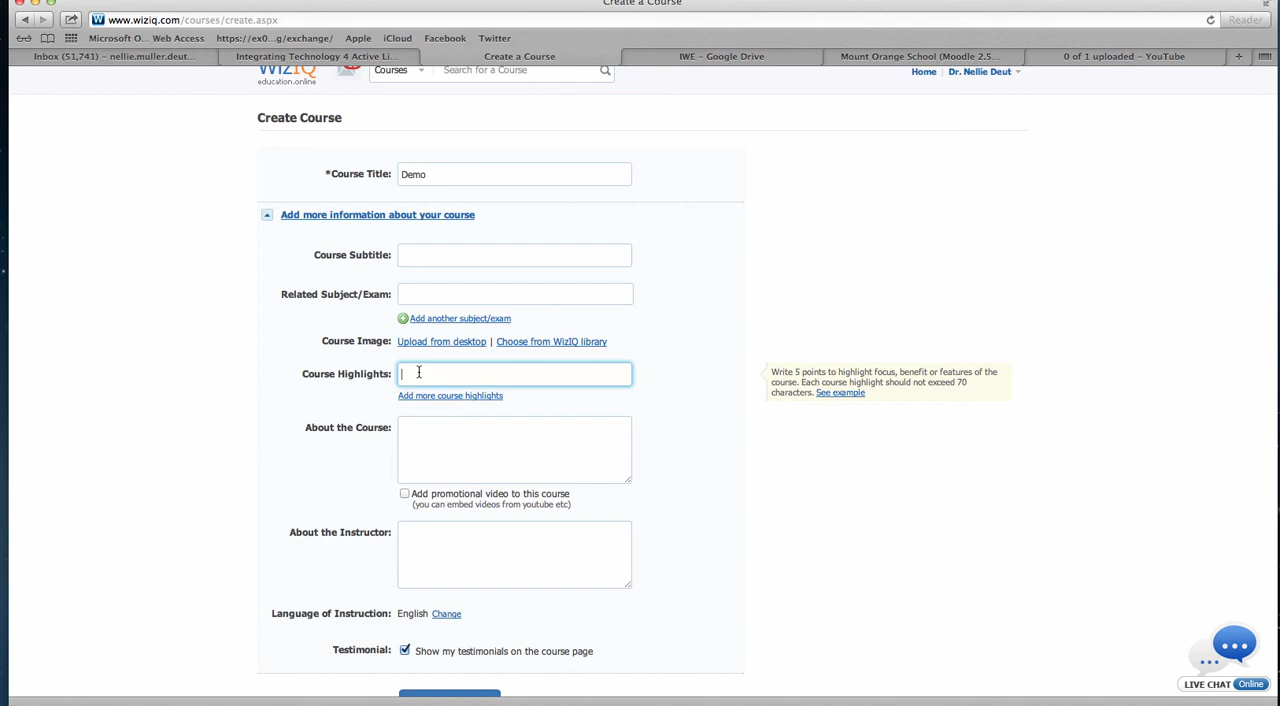 Create a Course
www.wiziq.com/courses/create.aspx
Reader
Microsoft O... Web Access
https://ex0...g/exchange/
Apple
iCloud
Facebook
Twitter
Inbox (51,741) – nellie.muller.deut...
Integrating Technology 4 Active Li...
Create a Course
IWE – Google Drive
Mount Orange School (Moodle 2.5...
0 of 1 uploaded – YouTube
WizIQ
education.online
Courses
Search for a Course
Home
Dr. Nellie Deut
Create Course
*Course Title: Demo
Add more information about your course
Course Subtitle:
Related Subject/Exam:
Add another subject/exam
Course Image: Upload from desktop | Choose from WizIQ library
Course Highlights:
Write 5 points to highlight focus, benefit or features of the
course. Each course highlight should not exceed 70
characters. See example
Add more course highlights
About the Course:
Add promotional video to this course
(you can embed videos from youtube etc)
About the Instructor:
Language of Instruction: English Change
Testimonial: Show my testimonials on the course page
LIVE CHAT Online